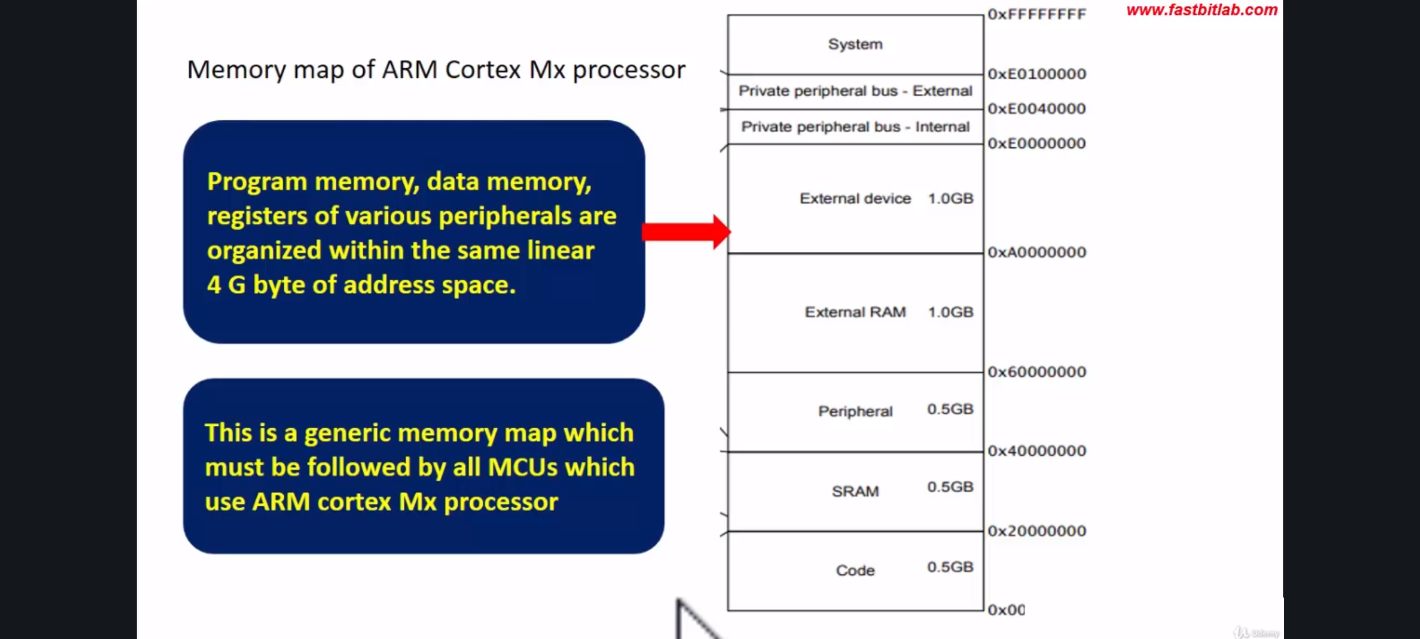 www.fastbitlab.com
Memory map of ARM Cortex Mx processor
Program memory, data memory,
registers of various peripherals are
organized within the same linear
4 G byte of address space.
This is a generic memory map which
must be followed by all MCUs which
use ARM cortex Mx processor
0xFFFFFFFF
System
0xE0100000
Private peripheral bus - External
0xE0040000
Private peripheral bus - Internal
0xE0000000
External device 1.0GB
0xA0000000
External RAM 1.0GB
0x60000000
Peripheral 0.5GB
0x40000000
SRAM 0.5GB
0x20000000
Code 0.5GB
0x00
Udemy